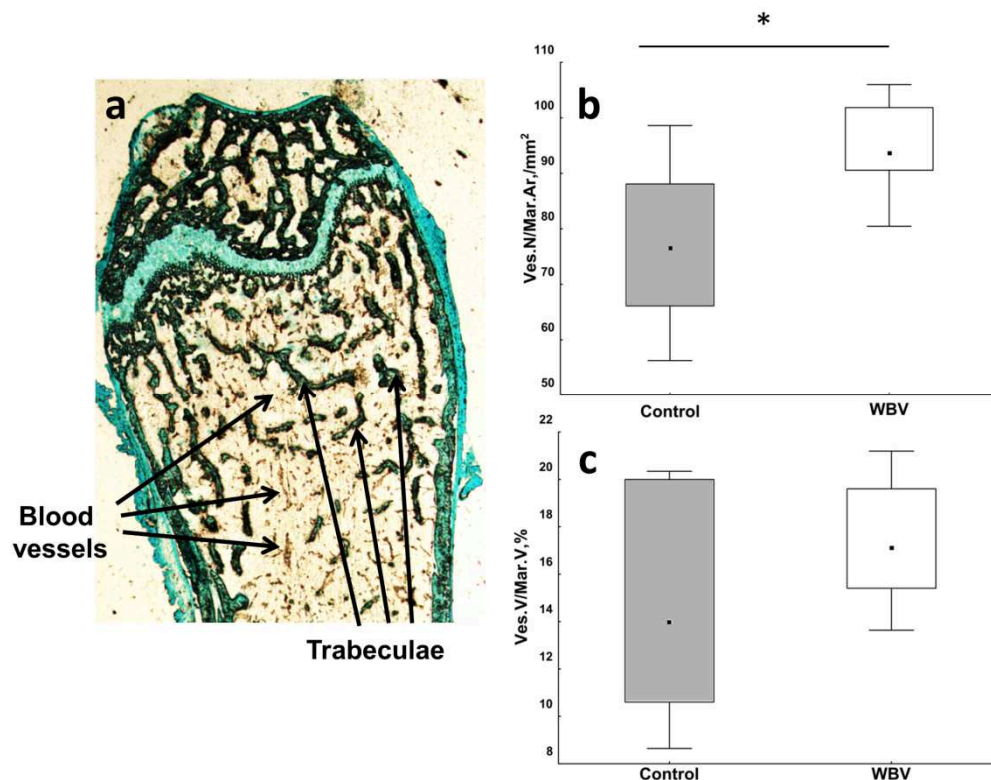 a
Blood
vessels
Trabeculae
*
b
Ves.N/Mar.Ar,/mm²
110
100
90
80
70
60
50
Control WBV
c
Ves.V/Mar.V,%
22
20
18
16
14
12
10
8
Control WBV